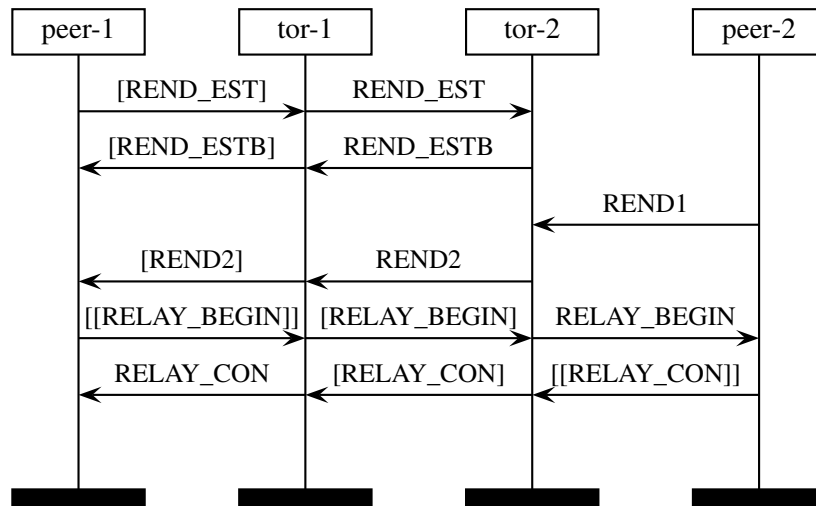 peer-1 tor-1 tor-2 peer-2
[REND_EST] REND_EST
[REND_ESTB] REND_ESTB
REND1
[REND2] REND2
[[RELAY_BEGIN]] [RELAY_BEGIN] RELAY_BEGIN
RELAY_CON [RELAY_CON] [[RELAY_CON]]